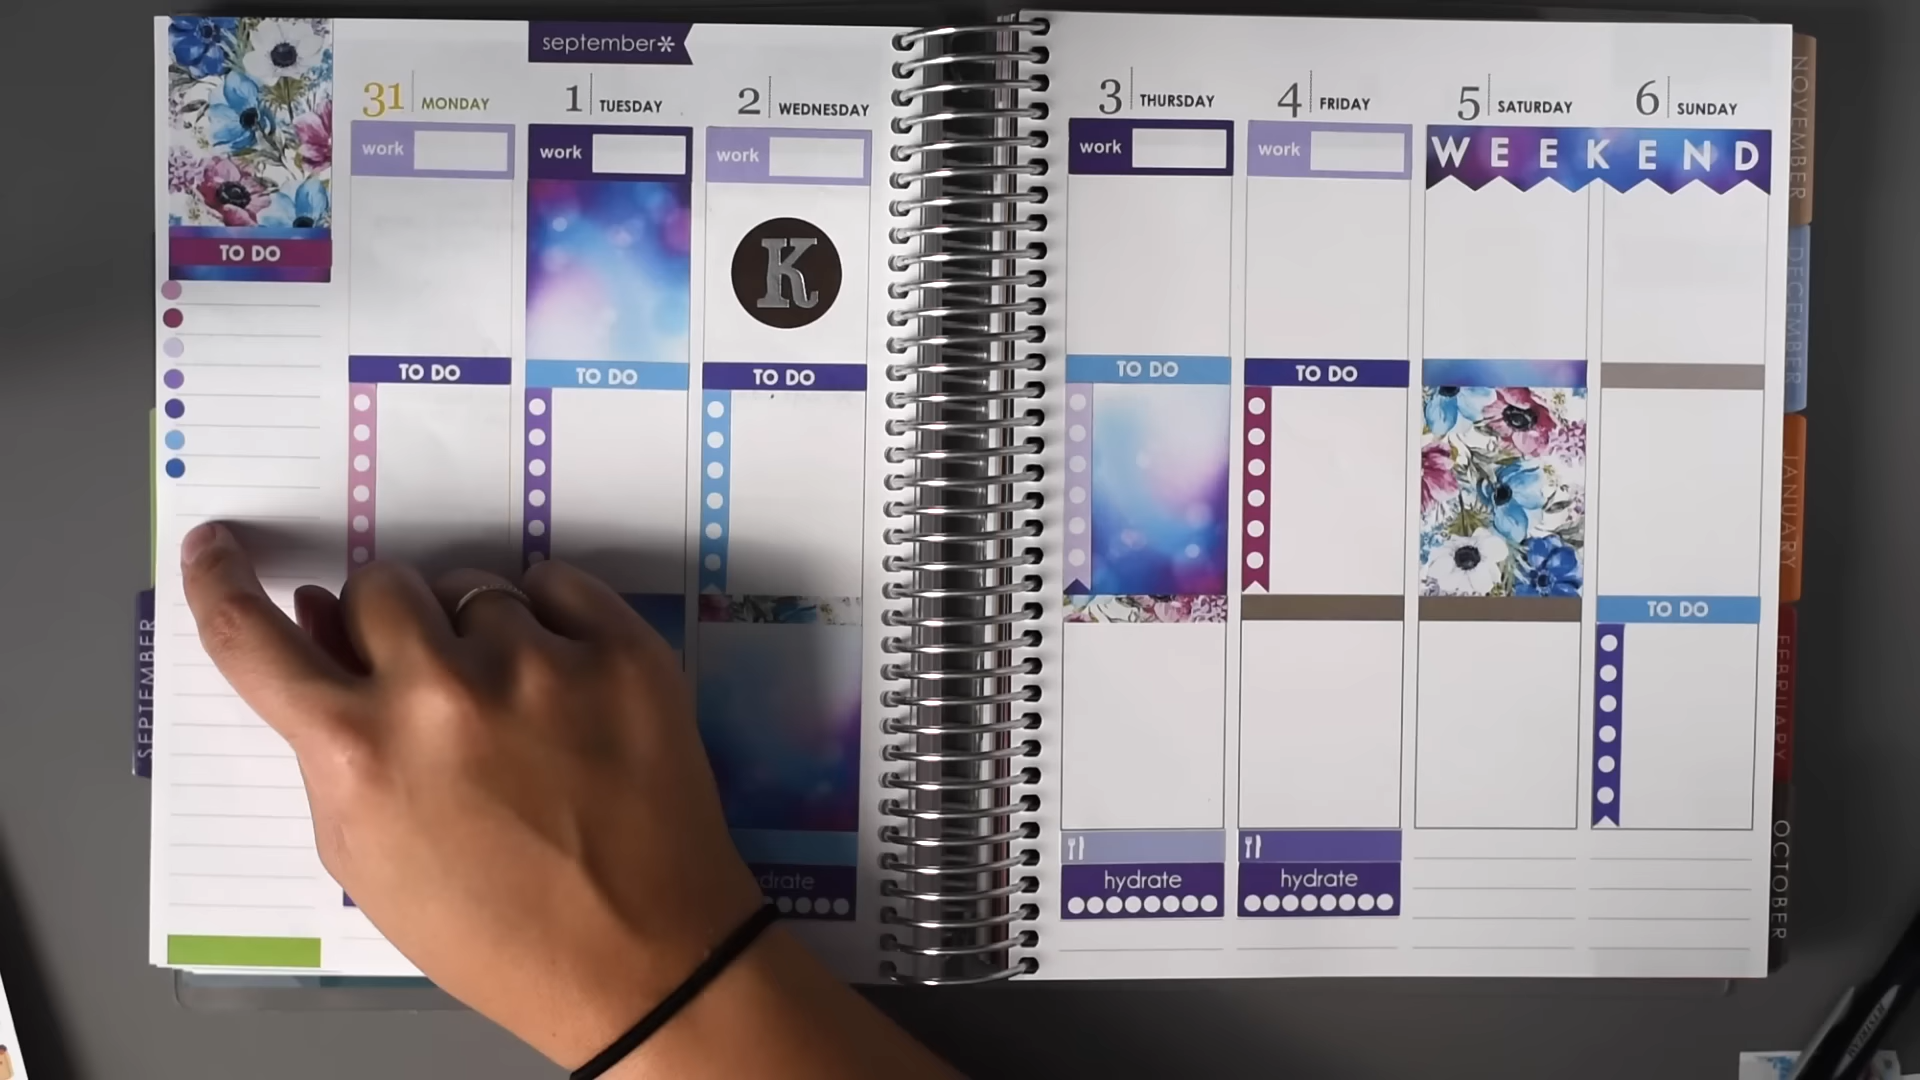 september*
31 MONDAY
1 TUESDAY
2 WEDNESDAY
3 THURSDAY
4 FRIDAY
5 SATURDAY
6 SUNDAY
work
work
work
work
work
WEEKEND
K
TO DO
TO DO
TO DO
TO DO
TO DO
TO DO
TO DO
hydrate
hydrate
SEPTEMBER
NOVEMBER
DECEMBER
JANUARY
FEBRUARY
OCTOBER